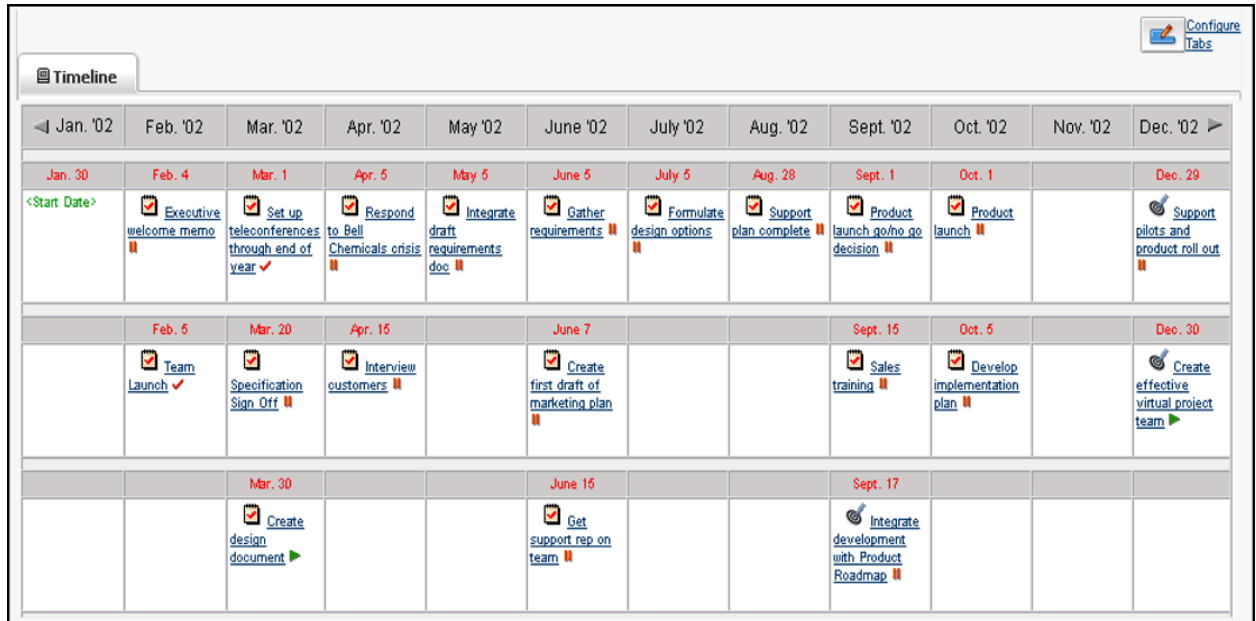 Configure
Tabs
Timeline
Jan. '02 Feb. '02 Mar. '02 Apr. '02 May '02 June '02 July '02 Aug. '02 Sept. '02 Oct. '02 Nov. '02 Dec. '02
Jan. 30 Feb. 4 Mar. 1 Apr. 5 May 5 June 5 July 5 Aug. 28 Sept. 1 Oct. 1 Dec. 29
<Start Date>
Executive
welcome memo
Set up
teleconferences
through end of
year
Respond
to Bell
Chemicals crisis
Integrate
draft
requirements
doc
Gather
requirements
Formulate
design options
Support
plan complete
Product
launch go/no go
decision
Product
launch
Support
pilots and
product roll out
Feb. 5 Mar. 20 Apr. 15 June 7 Sept. 15 Oct. 5 Dec. 30
Team
Launch
Specification
Sign Off
Interview
customers
Create
first draft of
marketing plan
Sales
training
Develop
implementation
plan
Create
effective
virtual project
team
Mar. 30 June 15 Sept. 17
Create
design
document
Get
support rep on
team
Integrate
development
with Product
Roadmap